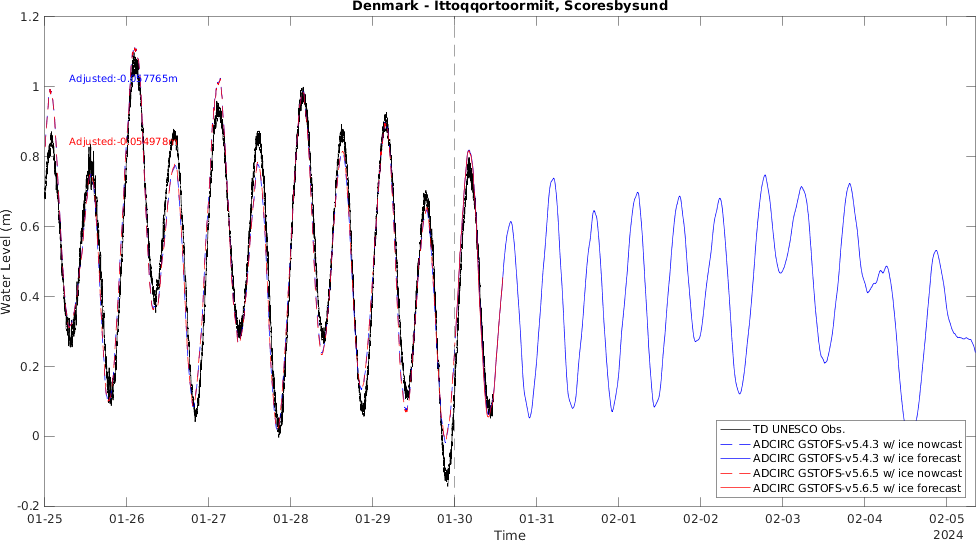 Denmark - Ittoqqortoormiit, Scoresbysund
1.2
1
0.8
0.6
0.4
0.2
0
-0.2
Water Level (m)
TD UNESCO Obs.
ADCIRC GSTOFS-v5.4.3 w/ ice nowcast
ADCIRC GSTOFS-v5.4.3 w/ ice forecast
ADCIRC GSTOFS-v5.6.5 w/ ice nowcast
ADCIRC GSTOFS-v5.6.5 w/ ice forecast
01-25 01-26 01-27 01-28 01-29 01-30 01-31 02-01 02-02 02-03 02-04 02-05
Time
2024